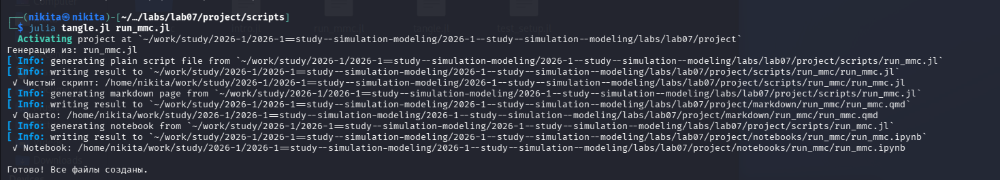 ┌──(nikita㉿nikita)-[~/…/labs/lab07/project/scripts]
└─$ julia tangle.jl run_mmc.jl
  Activating project at `~/work/study/2026-1/2026-1==study--simulation-modeling/2026-1--study--simulation--modeling/labs/lab07/project`
Генерация из: run_mmc.jl
[ Info: generating plain script file from `~/work/study/2026-1/2026-1==study--simulation-modeling/2026-1--study--simulation--modeling/labs/lab07/project/scripts/run_mmc.jl`
[ Info: writing result to `~/work/study/2026-1/2026-1==study--simulation-modeling/2026-1--study--simulation--modeling/labs/lab07/project/scripts/run_mmc/run_mmc.jl`
 √ Чистый скрипт: /home/nikita/work/study/2026-1/2026-1==study--simulation-modeling/2026-1--study--simulation--modeling/labs/lab07/project/scripts/run_mmc/run_mmc.jl
[ Info: generating markdown page from `~/work/study/2026-1/2026-1==study--simulation-modeling/2026-1--study--simulation--modeling/labs/lab07/project/scripts/run_mmc.jl`
[ Info: writing result to `~/work/study/2026-1/2026-1==study--simulation-modeling/2026-1--study--simulation--modeling/labs/lab07/project/markdown/run_mmc/run_mmc.qmd`
 √ Quarto: /home/nikita/work/study/2026-1/2026-1==study--simulation-modeling/2026-1--study--simulation--modeling/labs/lab07/project/markdown/run_mmc/run_mmc.qmd
[ Info: generating notebook from `~/work/study/2026-1/2026-1==study--simulation-modeling/2026-1--study--simulation--modeling/labs/lab07/project/scripts/run_mmc.jl`
[ Info: writing result to `~/work/study/2026-1/2026-1==study--simulation-modeling/2026-1--study--simulation--modeling/labs/lab07/project/notebooks/run_mmc/run_mmc.ipynb`
 √ Notebook: /home/nikita/work/study/2026-1/2026-1==study--simulation-modeling/2026-1--study--simulation--modeling/labs/lab07/project/notebooks/run_mmc/run_mmc.ipynb
Downloads
Готово! Все файлы созданы.